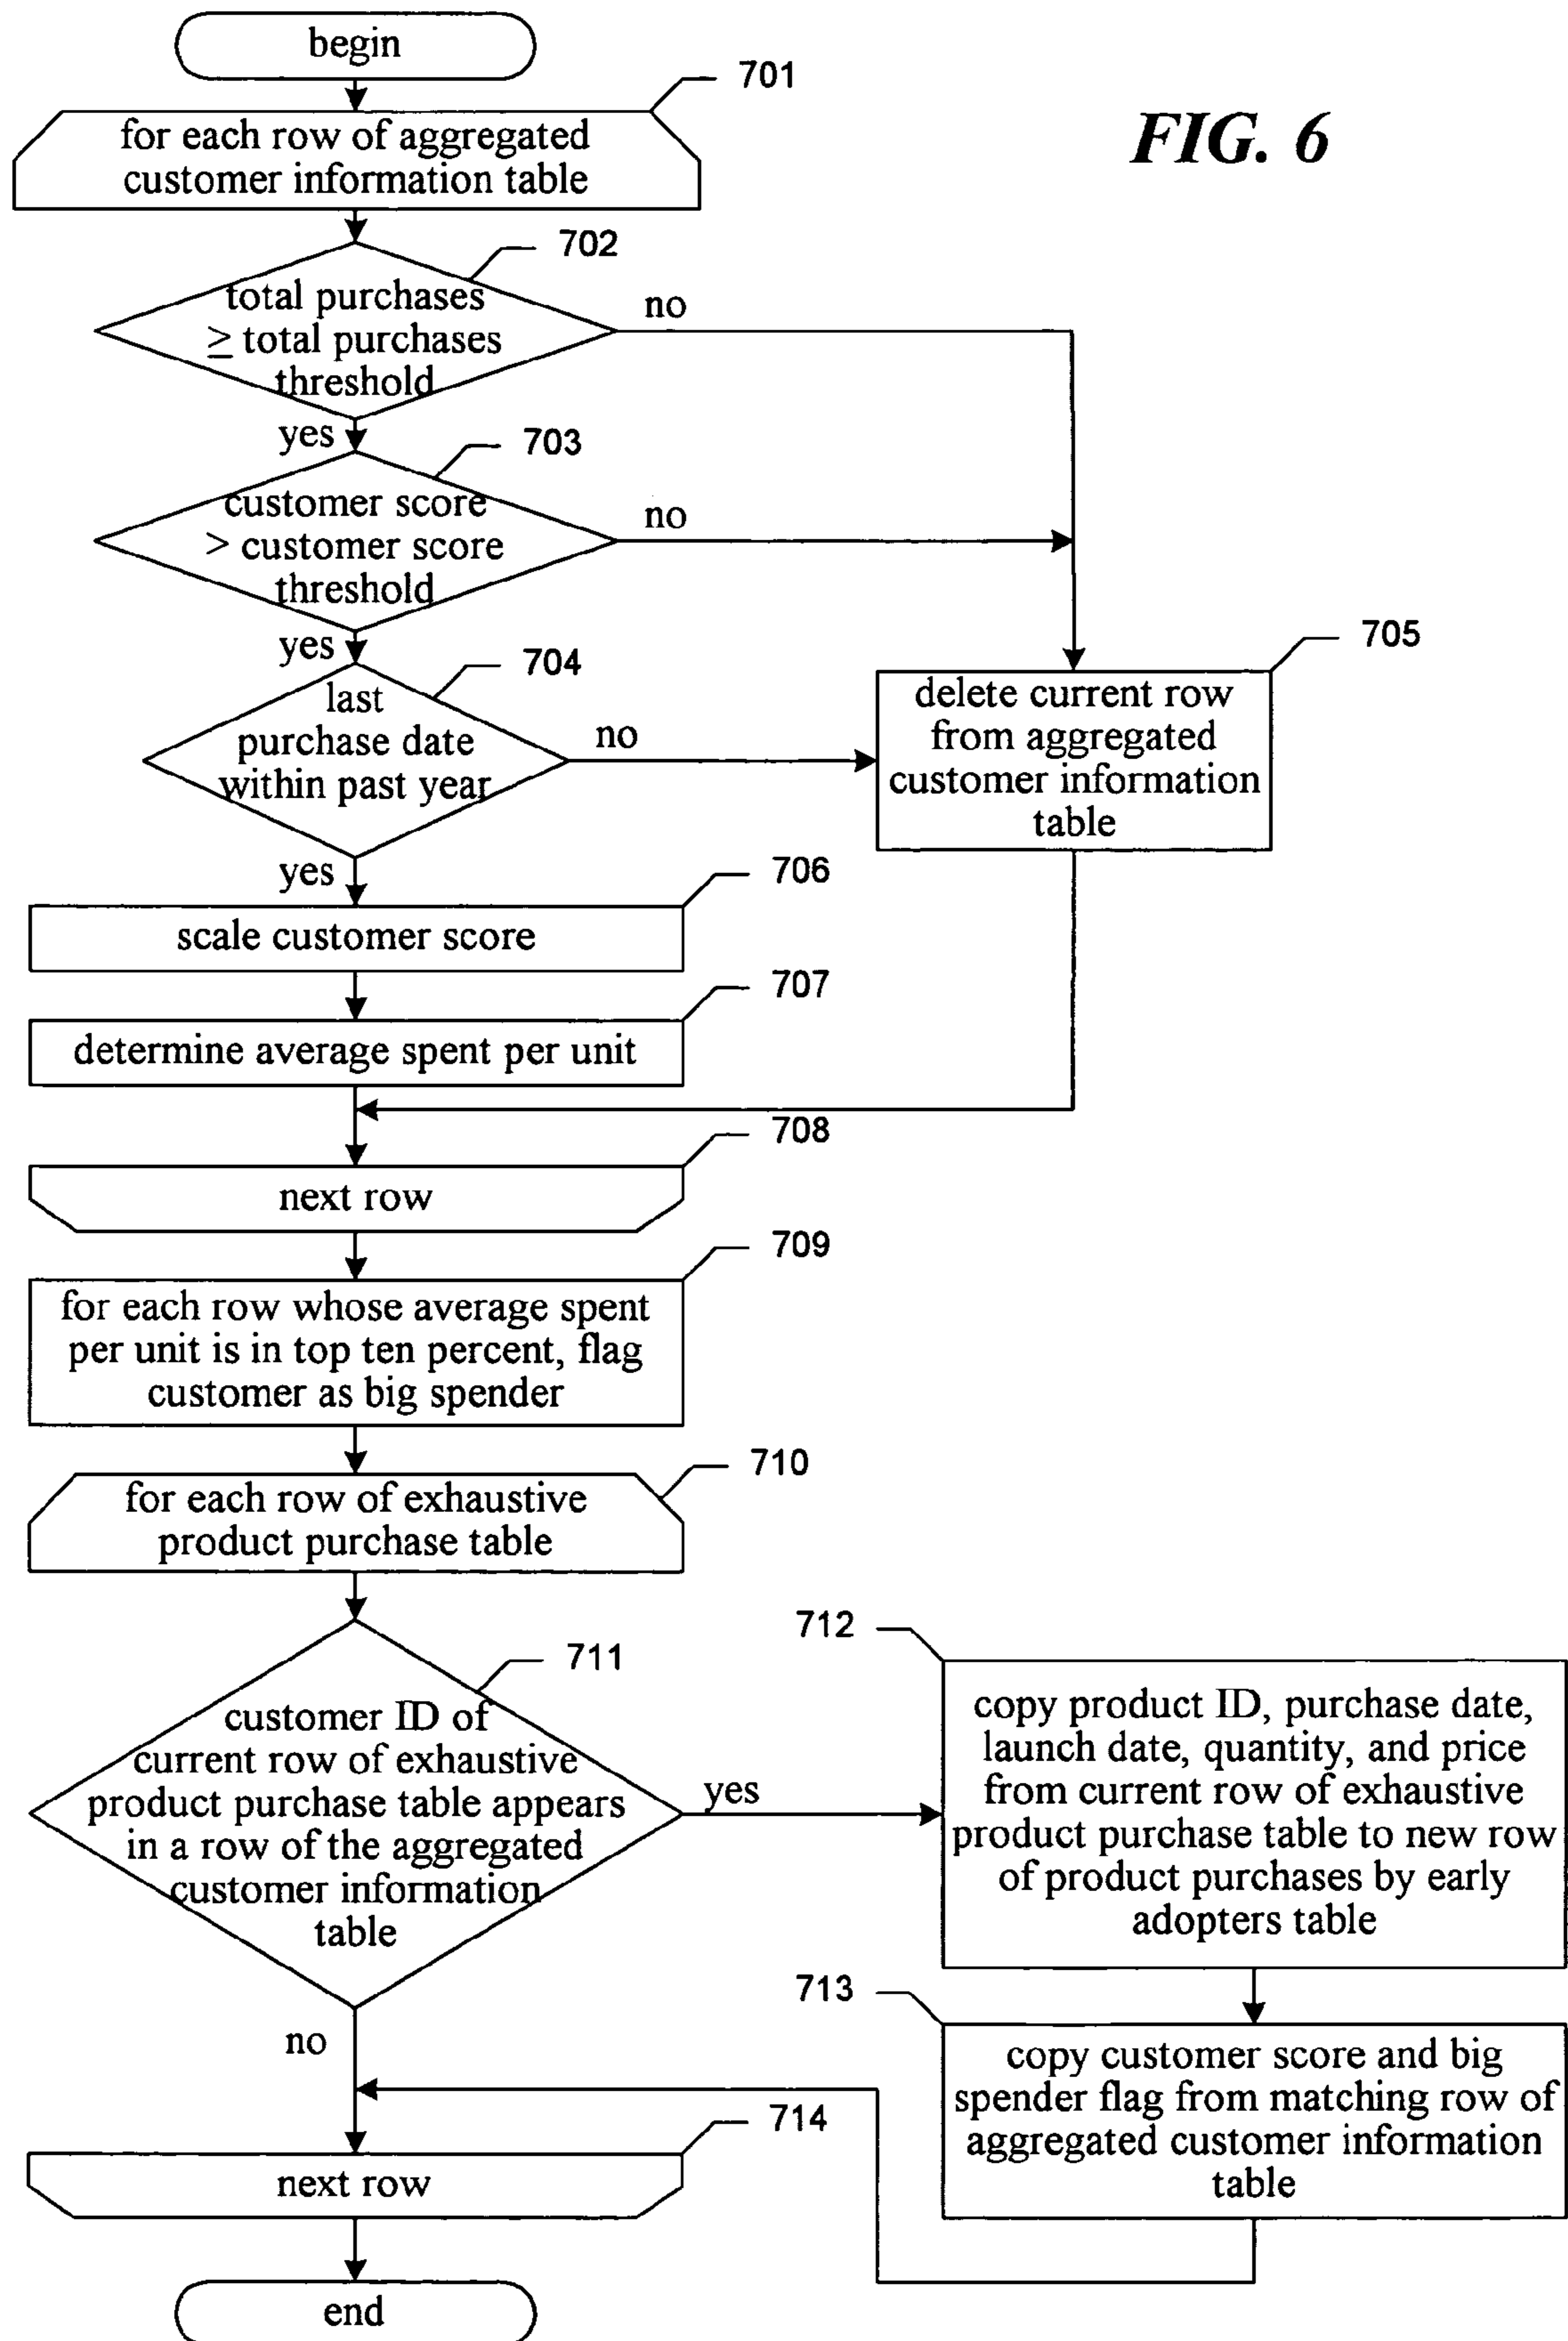 begin
701
FIG. 6
for each row of aggregated
customer information table
702
total purchases
≥ total purchases
threshold
no
yes
703
customer score
> customer score
threshold
no
yes
704
last
purchase date
within past year
no
705
delete current row
from aggregated
customer information
table
yes
706
scale customer score
707
determine average spent per unit
708
next row
709
for each row whose average spent
per unit is in top ten percent, flag
customer as big spender
710
for each row of exhaustive
product purchase table
711
customer ID of
current row of exhaustive
product purchase table appears
in a row of the aggregated
customer information
table
yes
712
copy product ID, purchase date,
launch date, quantity, and price
from current row of exhaustive
product purchase table to new row
of product purchases by early
adopters table
no
713
copy customer score and big
spender flag from matching row of
aggregated customer information
table
714
next row
end